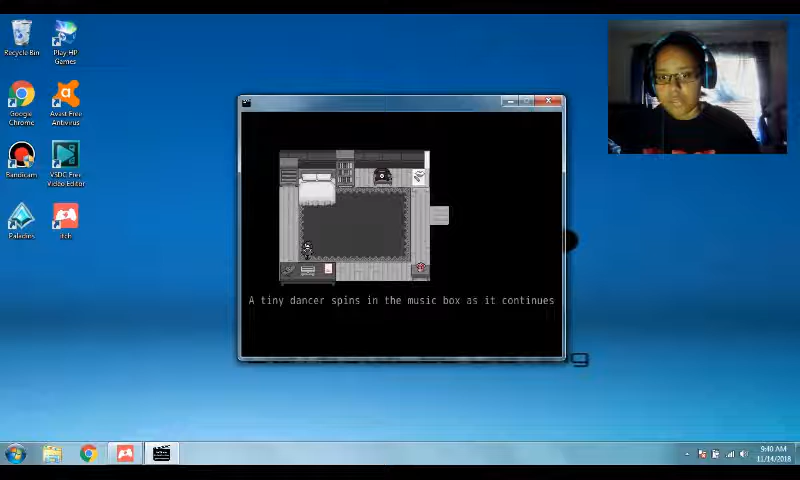 Recycle Bin
Play HP
Games
Google
Chrome
Avast Free
Antivirus
Bandicam
VSDC Free
Video Editor
Paladins
itch
A tiny dancer spins in the music box as it continues
g
9:40 AM
11/14/2018